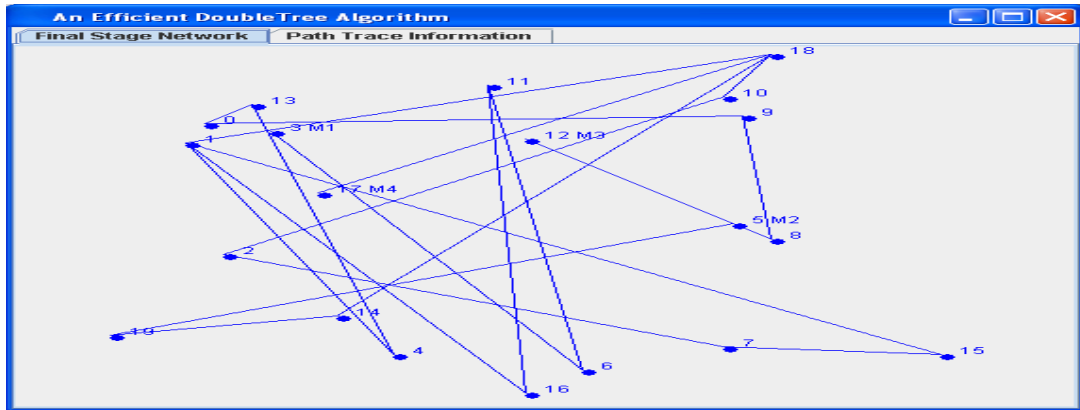 An Efficient DoubleTree Algorithm
Final Stage Network Path Trace Information
18
11
10
13
9
0
3 M1
12 M3
1
17 M4
5 M2
8
2
14
19
7
4
15
6
16